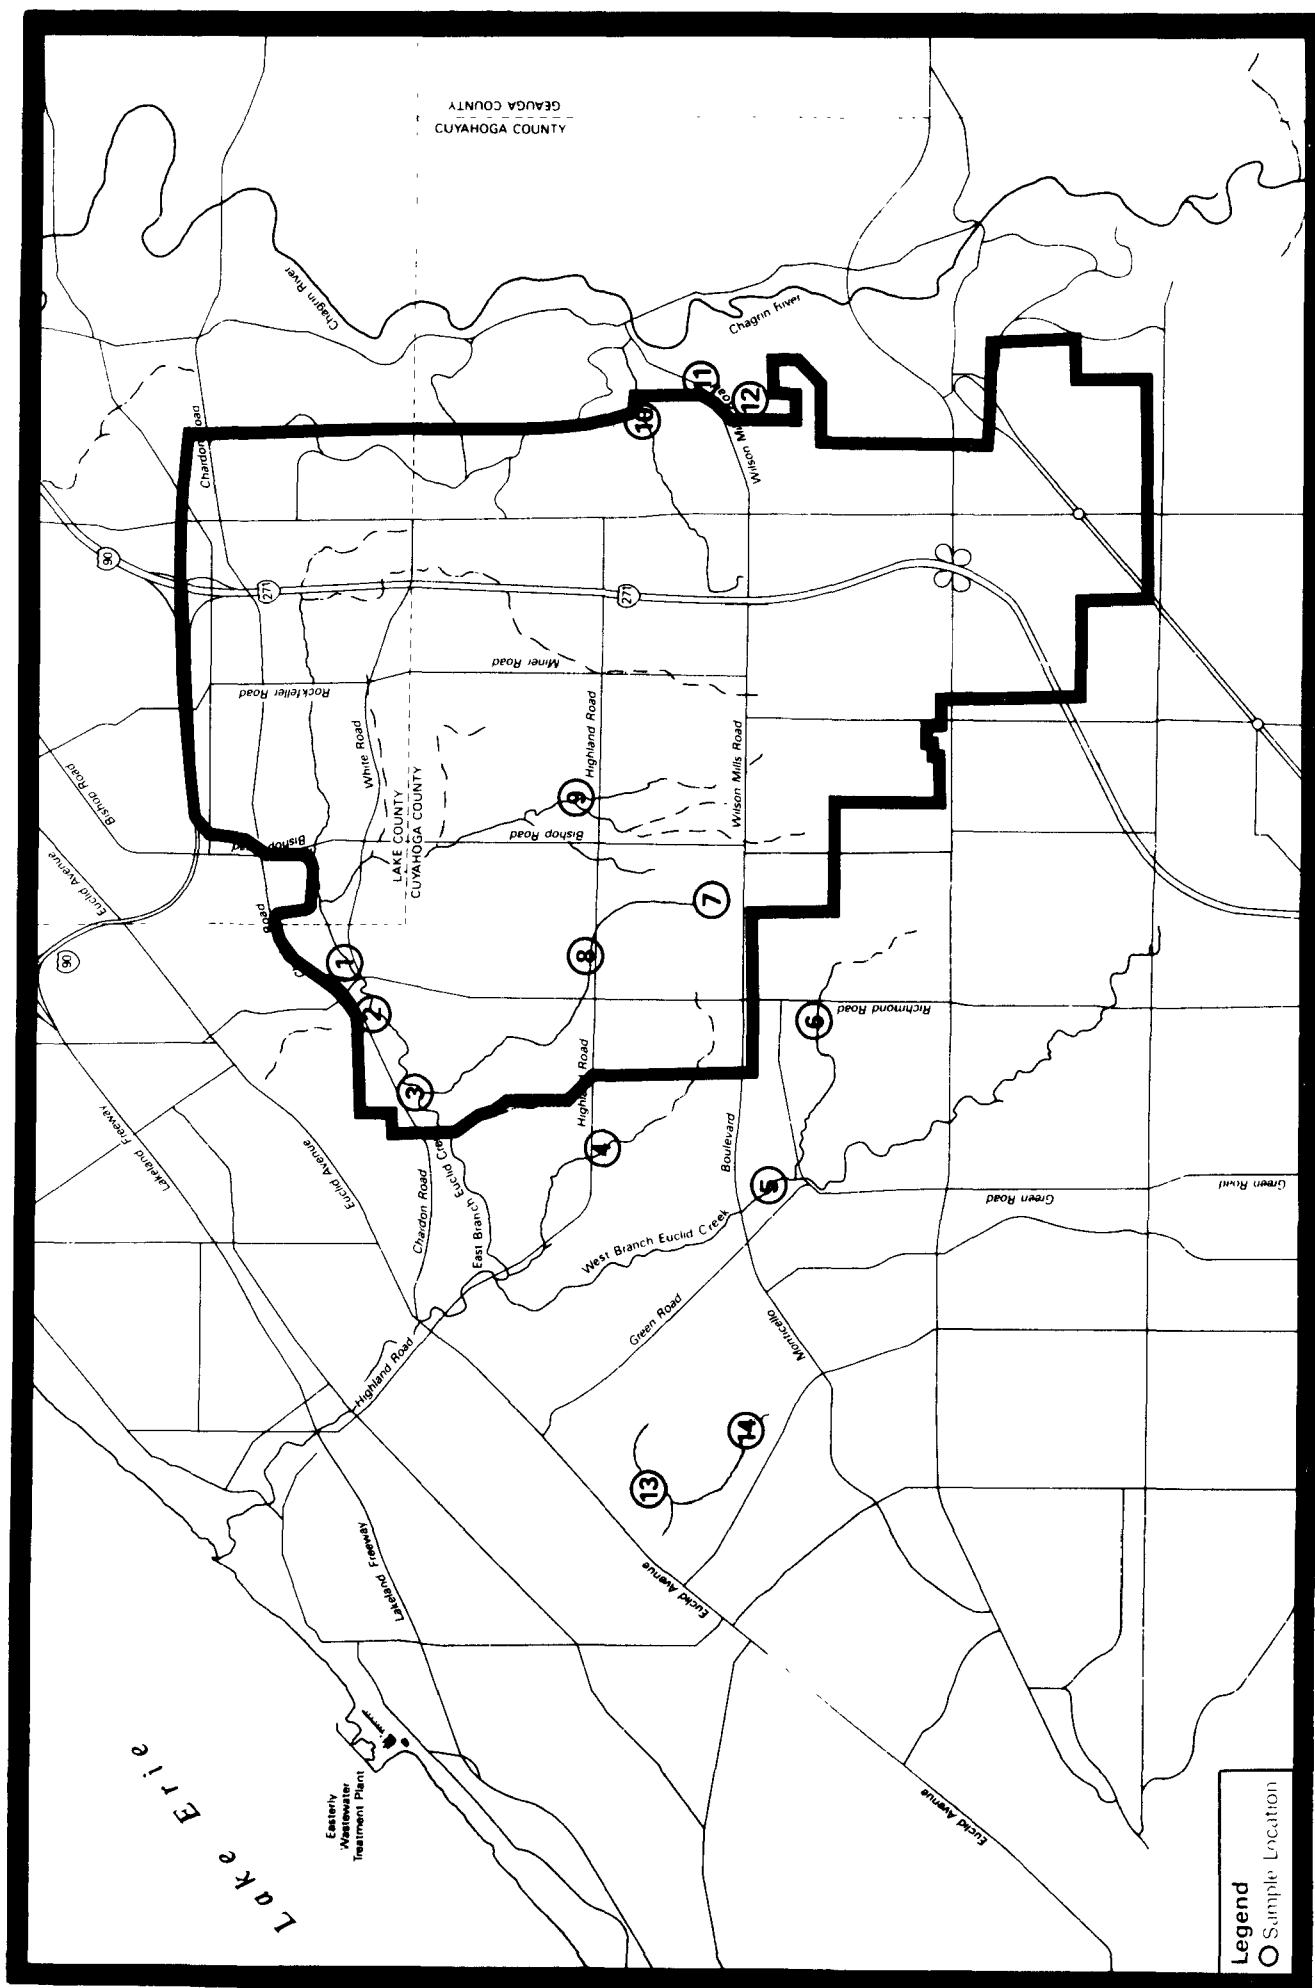 GEAUGA COUNTY
CUYAHOGA COUNTY
Chagrin River
Chagrin River
Chardon Road
90
271
271
Rockfeller Road
Miner Road
White Road
Highland Road
Wilson Mills Road
Wilson
Bishop Road
Bishop Road
Bishop
LAKE COUNTY
CUYAHOGA COUNTY
Euclid Avenue
90
Road
Lakeland Freeway
Euclid Avenue
Chardon Road
East Branch Euclid Creek
Highland Road
Highland Road
West Branch Euclid Creek
Boulevard
Monticello
Richmond Road
Green Road
Green Road
Green Road
Lakeland Freeway
Euclid Avenue
Euclid Avenue
1
2
3
4
5
6
7
8
9
10
11
12
13
14
Lake Erie
Easterly
Wastewater
Treatment Plant
Legend
Sample Location